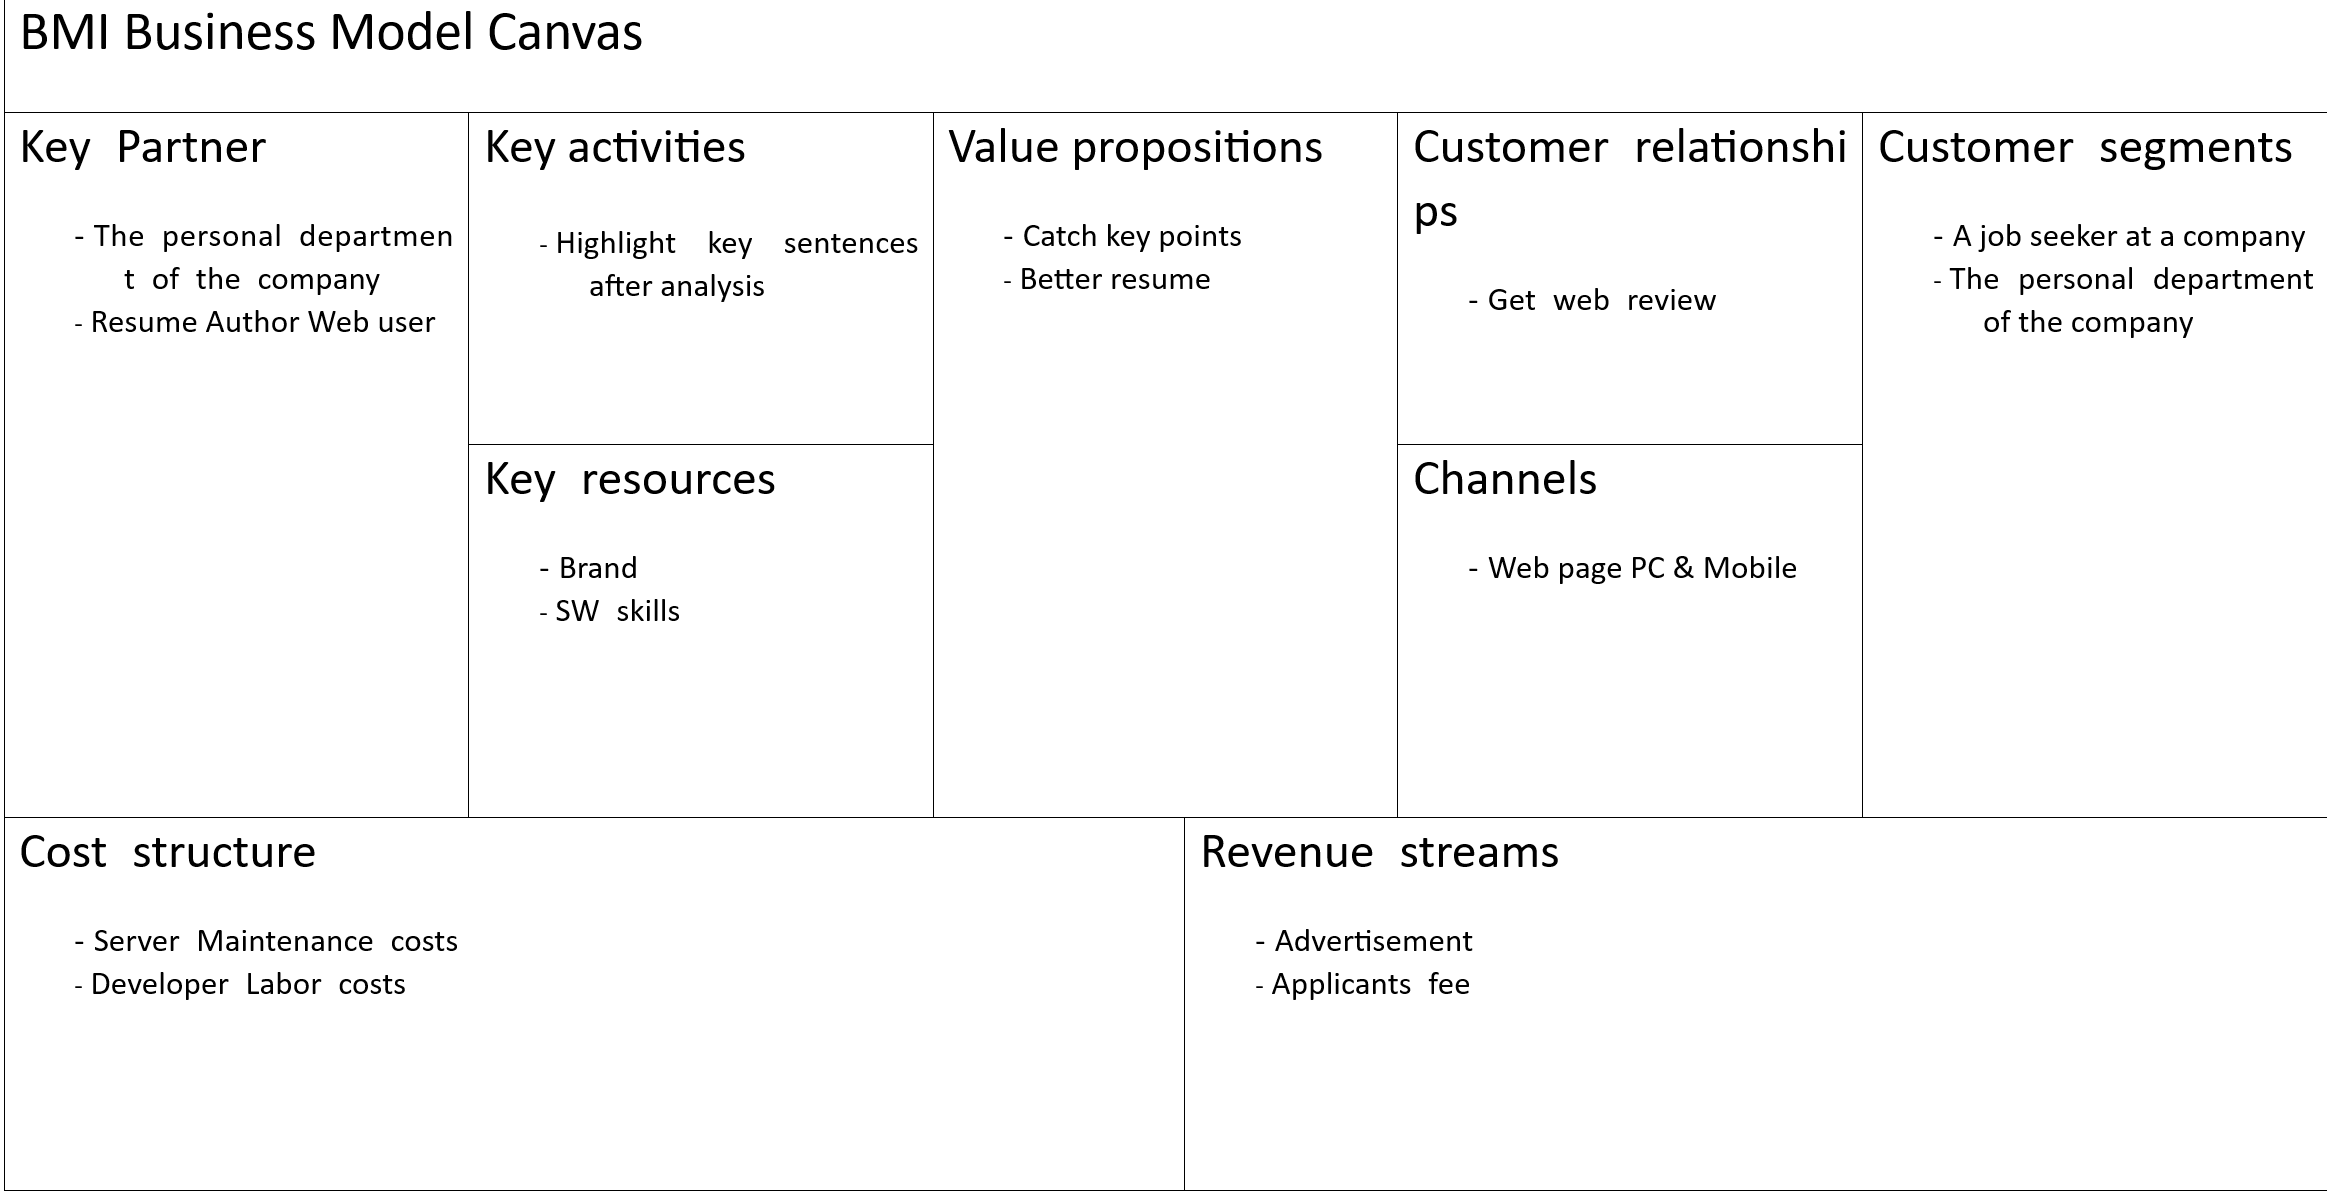 BMI Business Model Canvas
Key Partner
- The personal departmen
t of the company
- Resume Author Web user
Key activities
- Highlight key sentences
after analysis
Key resources
- Brand
- SW skills
Value propositions
- Catch key points
- Better resume
Customer relationshi
ps
- Get web review
Channels
- Web page PC & Mobile
Customer segments
- A job seeker at a company
- The personal department
of the company
Cost structure
- Server Maintenance costs
- Developer Labor costs
Revenue streams
- Advertisement
- Applicants fee